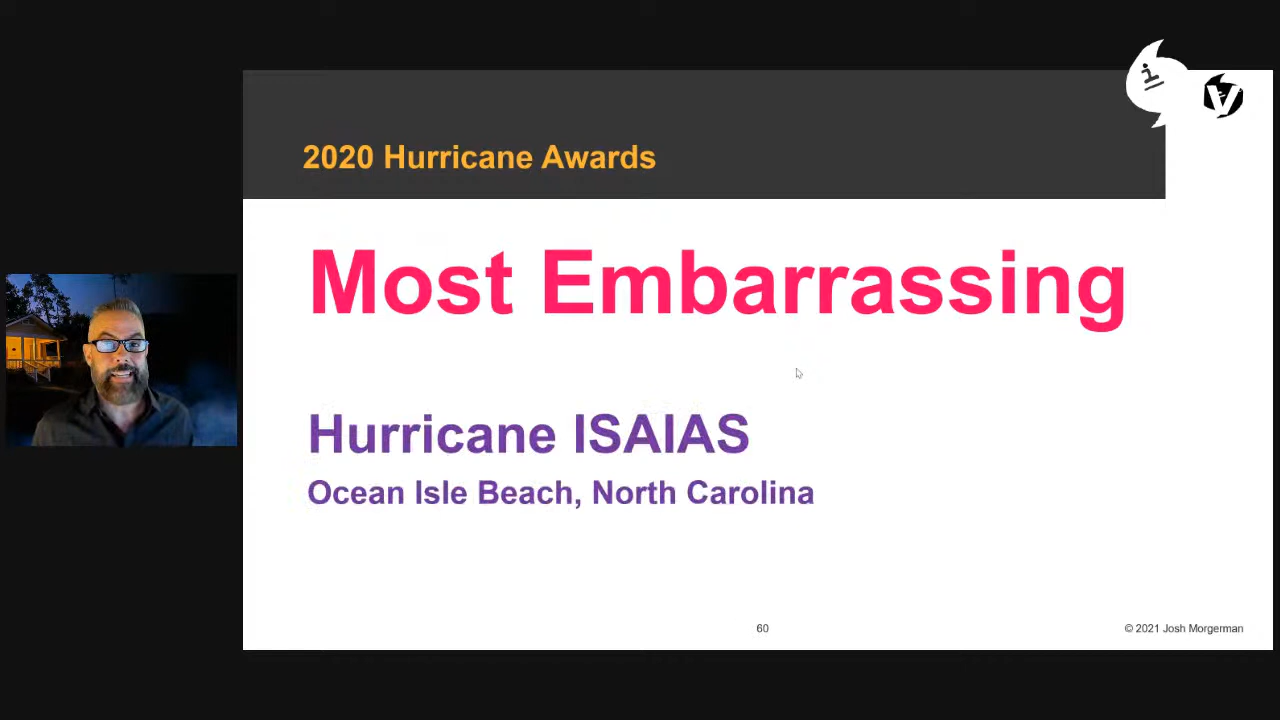 2020 Hurricane Awards
Most Embarrassing
Hurricane ISAIAS
Ocean Isle Beach, North Carolina
60
© 2021 Josh Morgerman